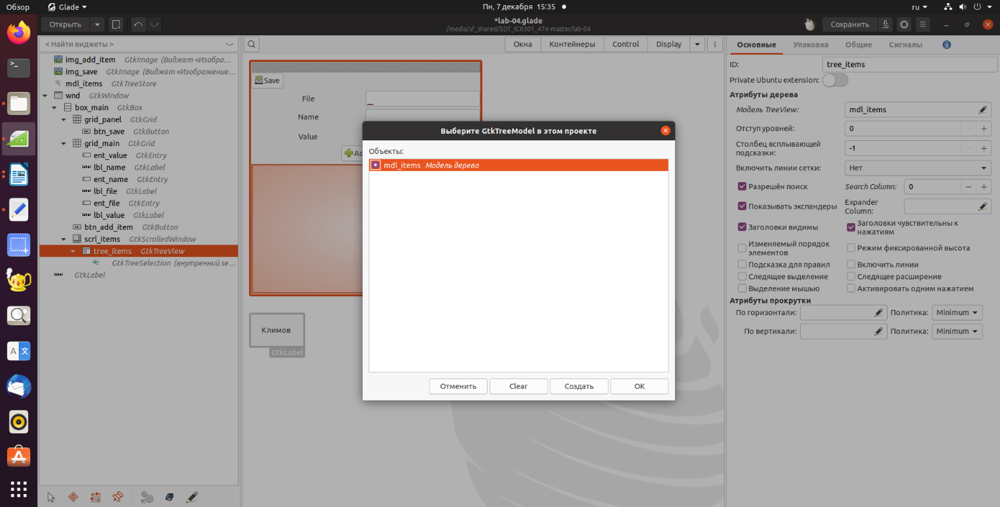 Обзор Glade Пн, 7 декабря 15:35 ru
Открыть *lab-04.glade Сохранить
/media/sf_shared/SDT_IC0301_474-master/lab-04
< Найти виджеты >
img_add_item GtkImage (Виджет «Изобра…
img_save GtkImage (Виджет «Изображение…
mdl_items GtkTreeStore
wnd GtkWindow
box_main GtkBox
grid_panel GtkGrid
btn_save GtkButton
grid_main GtkGrid
ent_value GtkEntry
lbl_name GtkLabel
ent_name GtkEntry
lbl_file GtkLabel
ent_file GtkEntry
lbl_value GtkLabel
btn_add_item GtkButton
scrl_items GtkScrolledWindow
tree_items GtkTreeView
GtkTreeSelection (внутренний se…
GtkLabel
Окна Контейнеры Control Display
Save
File
Name
Value
Климов
GtkLabel
Выберите GtkTreeModel в этом проекте
Объекты:
mdl_items Модель дерева
Отменить Clear Создать OK
Основные Упаковка Общие Сигналы
ID: tree_items
Private Ubuntu extension:
Атрибуты дерева
Модель TreeView: mdl_items
Отступ уровней: 0
Столбец всплывающей
подсказки: -1
Включить линии сетки: Нет
Разрешён поиск Search Column: 0
Показывать экспандеры Expander
Column:
Заголовки видимы Заголовки чувствительны к
нажатиям
Изменяемый порядок
элементов Режим фиксированной высота
Подсказка для правил Включить линии
Следящее выделение Следящее расширение
Выделение мышью Активировать одним нажатием
Атрибуты прокрутки
По горизонтали: Политика: Minimum
По вертикали: Политика: Minimum